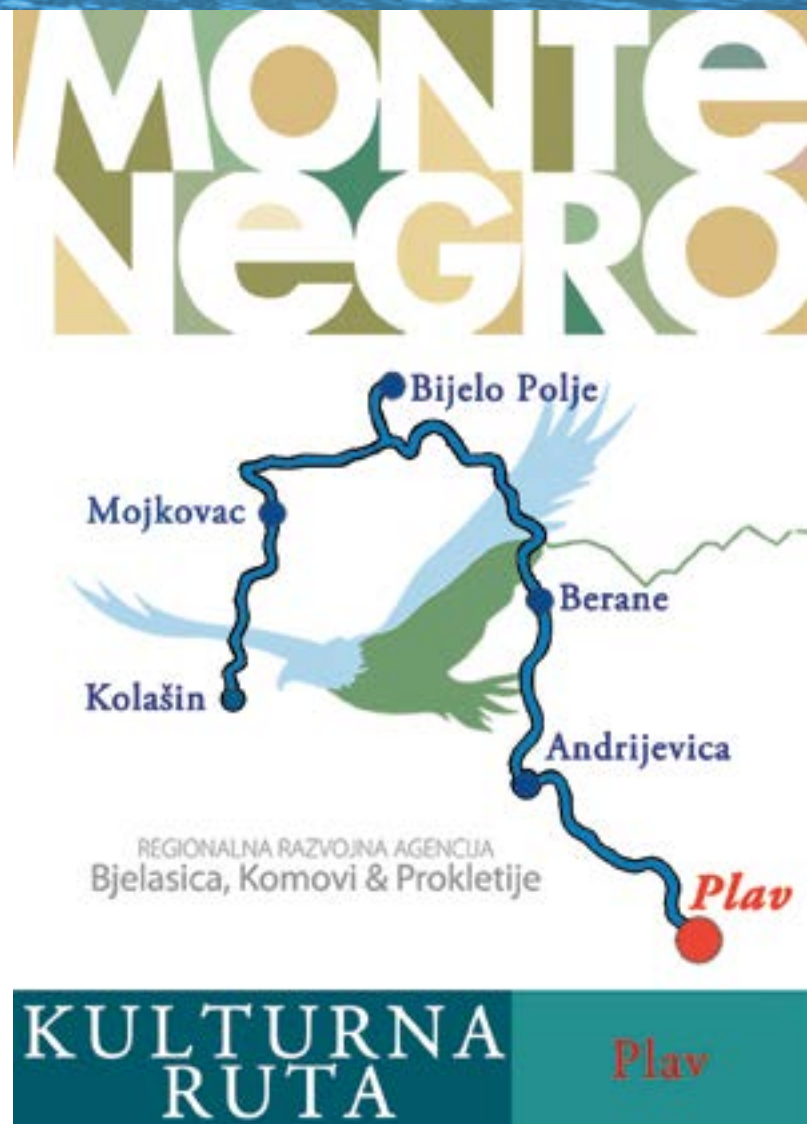 MONTe
NeGRO
Bijelo Polje
Mojkovac
Berane
Kolašin
Andrijevica
REGIONALNA RAZVOJNA AGENCIJA
Bjelasica, Komovi & Prokletije
Plav
KULTURNA
RUTA
Plav